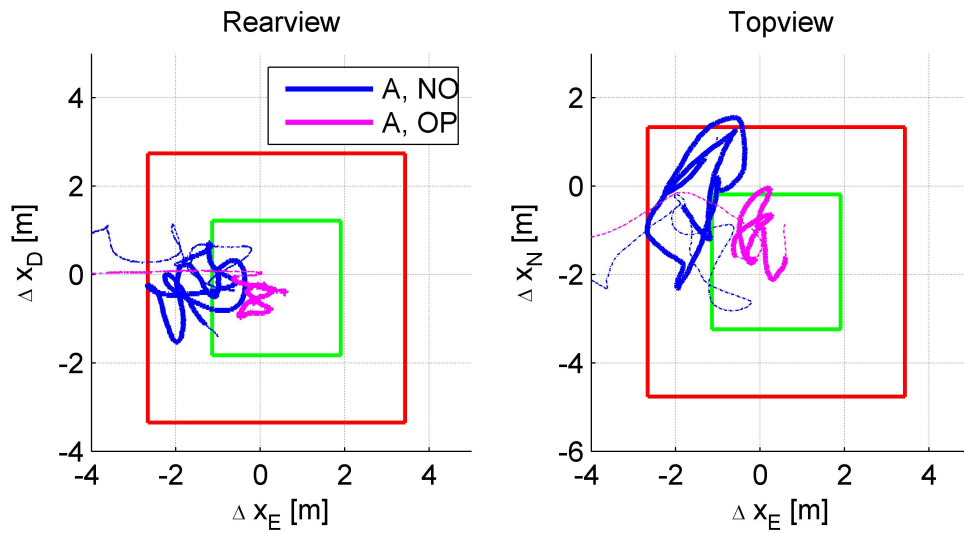 Rearview
4
2
0
-2
-4
-4 -2 0 2 4
Δ x_D [m]
Δ x_E [m]
A, NO
A, OP
Topview
2
0
-2
-4
-6
-4 -2 0 2 4
Δ x_N [m]
Δ x_E [m]